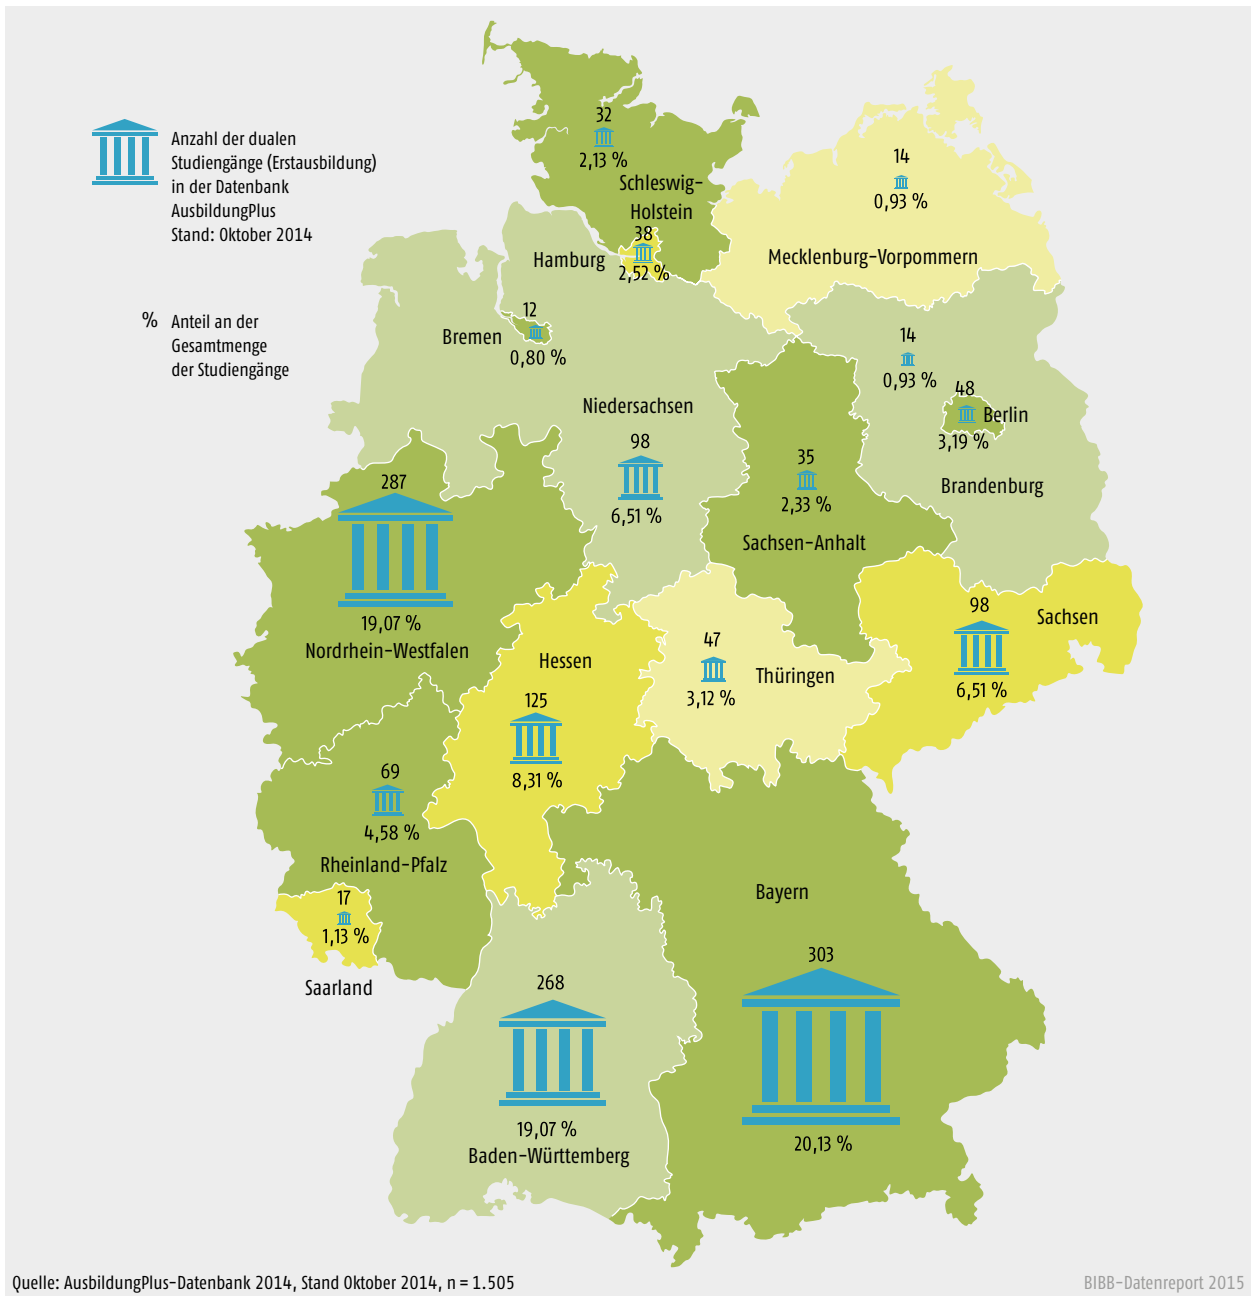 Anzahl der dualen
Studiengänge (Erstausbildung)
in der Datenbank
AusbildungPlus
Stand: Oktober 2014
% Anteil an der
Gesamtmenge
der Studiengänge
32
2,13 %
Schleswig-
Holstein
38
Hamburg
2,52 %
14
0,93 %
Mecklenburg-Vorpommern
12
Bremen
0,80 %
14
0,93 %
48
Berlin
3,19 %
Brandenburg
Niedersachsen
98
6,51 %
35
2,33 %
Sachsen-Anhalt
287
19,07 %
Nordrhein-Westfalen
Hessen
125
8,31 %
47
Thüringen
3,12 %
98
Sachsen
6,51 %
69
4,58 %
Rheinland-Pfalz
17
1,13 %
Saarland
268
19,07 %
Baden-Württemberg
Bayern
303
20,13 %
Quelle: AusbildungPlus-Datenbank 2014, Stand Oktober 2014, n = 1.505
BIBB-Datenreport 2015